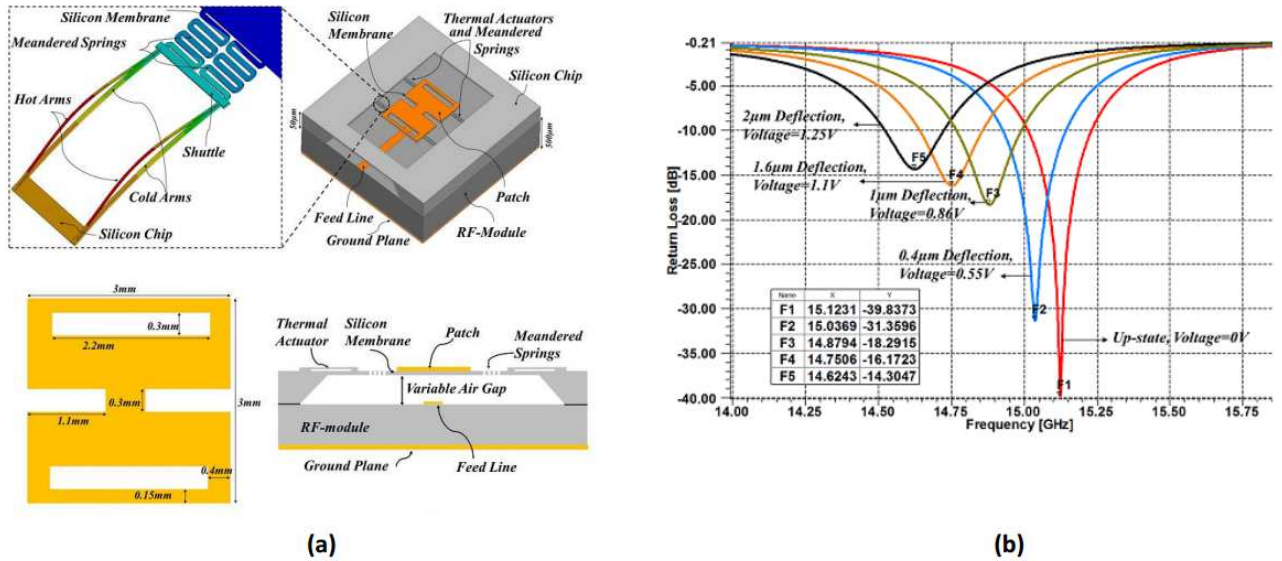 Silicon Membrane
Meandered Springs
Hot Arms
Shuttle
Cold Arms
Silicon Chip
Silicon
Membrane
Thermal Actuators
and Meandered
Springs
Silicon Chip
50µm
500µm
Feed Line
Ground Plane
Patch
RF-Module
3mm
0.3mm
2.2mm
0.3mm
1.1mm
3mm
0.4mm
0.15mm
Thermal
Actuator
Silicon
Membrane
Patch
Meandered
Springs
Variable Air Gap
RF-module
Ground Plane
Feed Line
(a)
-0.21
-5.00
-10.00
-15.00
-20.00
-25.00
-30.00
-35.00
-40.00
Return Loss [dB]
2µm Deflection,
Voltage=1.25V
1.6µm Deflection,
Voltage=1.1V
1µm Deflection,
Voltage=0.86V
0.4µm Deflection,
Voltage=0.55V
Up-state, Voltage=0V
F5
F4
F3
F2
F1
Name X Y
F1 15.1231 -39.8373
F2 15.0369 -31.3596
F3 14.8794 -18.2915
F4 14.7506 -16.1723
F5 14.6243 -14.3047
14.00 14.25 14.50 14.75 15.00 15.25 15.50 15.75
Frequency [GHz]
(b)